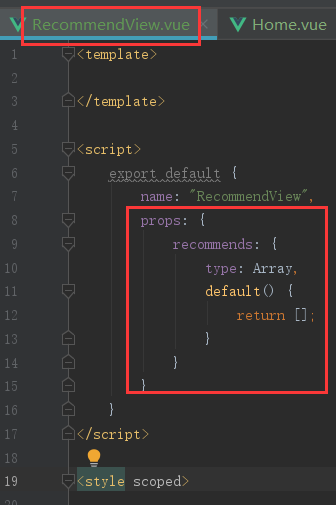 RecommendView.vue
Home.vue
1 <template>
2
3 </template>
4
5 <script>
6 export default {
7 name: "RecommendView",
8 props: {
9 recommends: {
10 type: Array,
11 default() {
12 return [];
13 }
14 }
15 }
16 }
17 </script>
18
19 <style scoped>